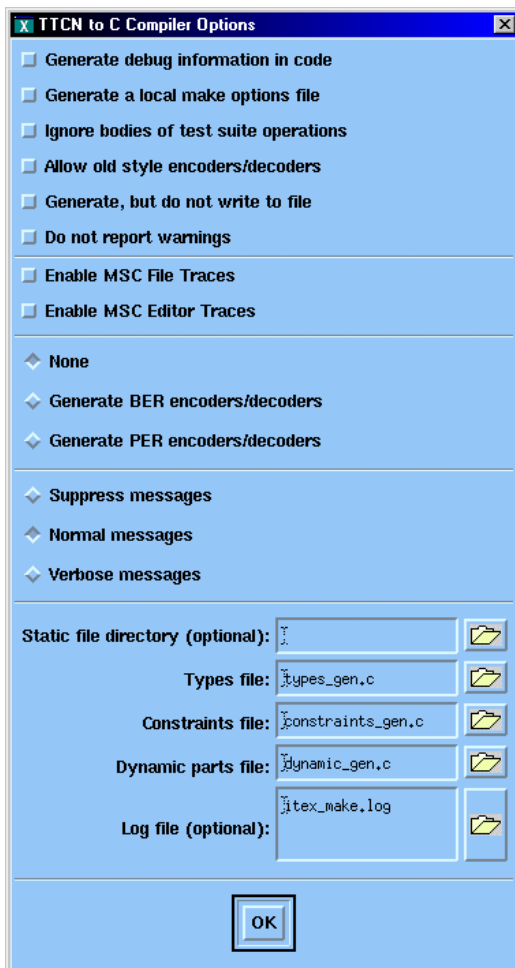 TTCN to C Compiler Options
Generate debug information in code
Generate a local make options file
Ignore bodies of test suite operations
Allow old style encoders/decoders
Generate, but do not write to file
Do not report warnings
Enable MSC File Traces
Enable MSC Editor Traces
None
Generate BER encoders/decoders
Generate PER encoders/decoders
Suppress messages
Normal messages
Verbose messages
Static file directory (optional):
Types file: types_gen.c
Constraints file: constraints_gen.c
Dynamic parts file: dynamic_gen.c
Log file (optional): itex_make.log
OK